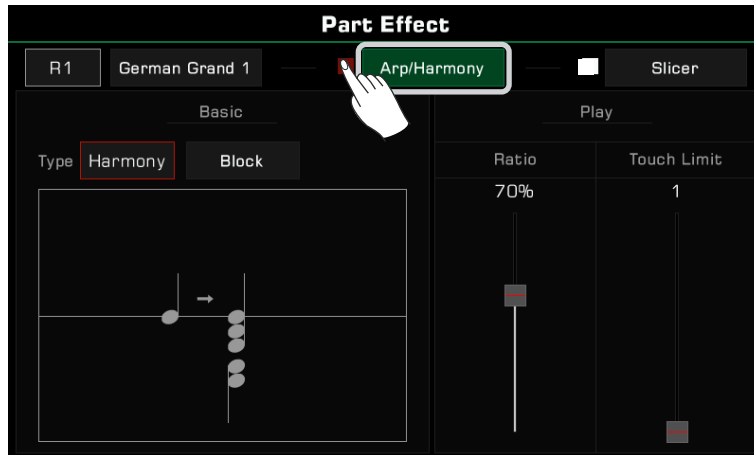 Part Effect
R1 German Grand 1 Arp/Harmony Slicer
Basic Play
Type Harmony Block Ratio Touch Limit
70% 1